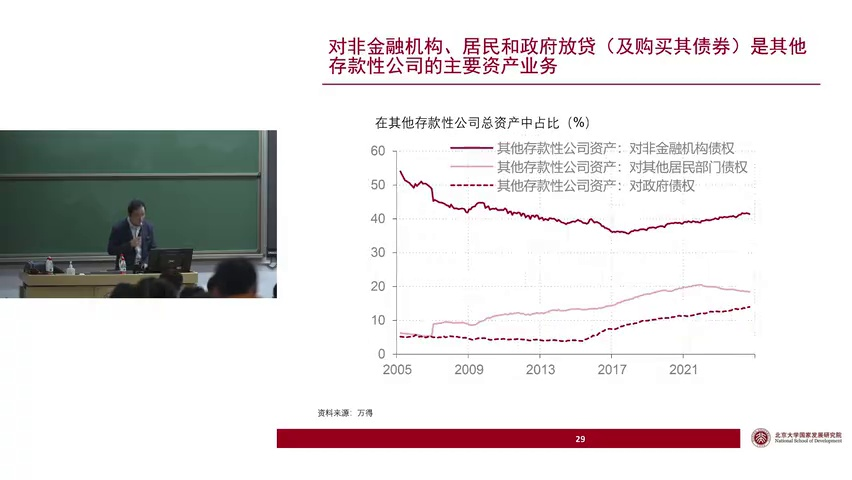 对非金融机构、居民和政府放贷（及购买其债券）是其他
存款性公司的主要资产业务
在其他存款性公司总资产中占比（%）
其他存款性公司资产：对非金融机构债权
其他存款性公司资产：对其他居民部门债权
其他存款性公司资产：对政府债权
60
50
40
30
20
10
0
2005
2009
2013
2017
2021
资料来源：万得
29
北京大学国家发展研究院
National School of Development